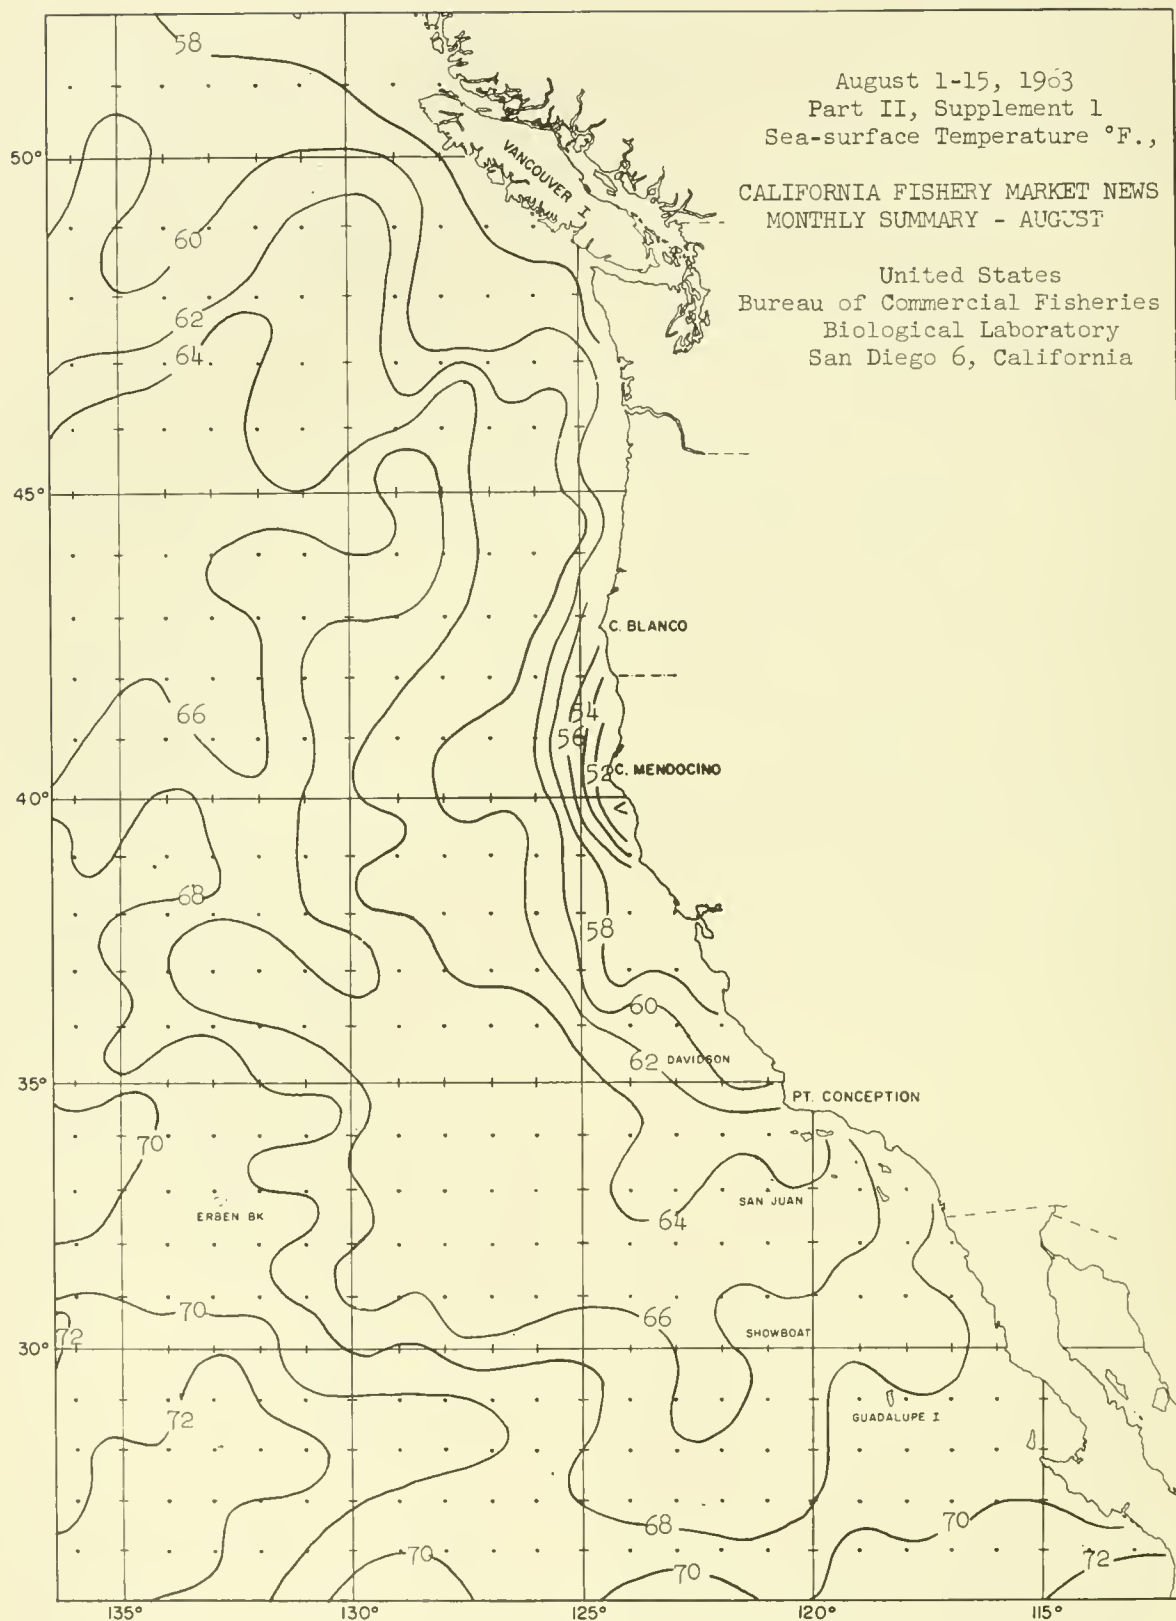 August 1-15, 1963
Part II, Supplement 1
Sea-surface Temperature °F.,
CALIFORNIA FISHERY MARKET NEWS
MONTHLY SUMMARY - AUGUST
United States
Bureau of Commercial Fisheries
Biological Laboratory
San Diego 6, California
58
50°
VANCOUVER I
60
62
64
45°
C. BLANCO
66
54
56
52
C. MENDOCINO
40°
<
68
58
60
62
DAVIDSON
35°
PT. CONCEPTION
70
SAN JUAN
ERBEN BK
64
70
66
72
SHOWBOAT
30°
72
GUADALUPE I
68
70
70
70
72
135°
130°
125°
120°
115°